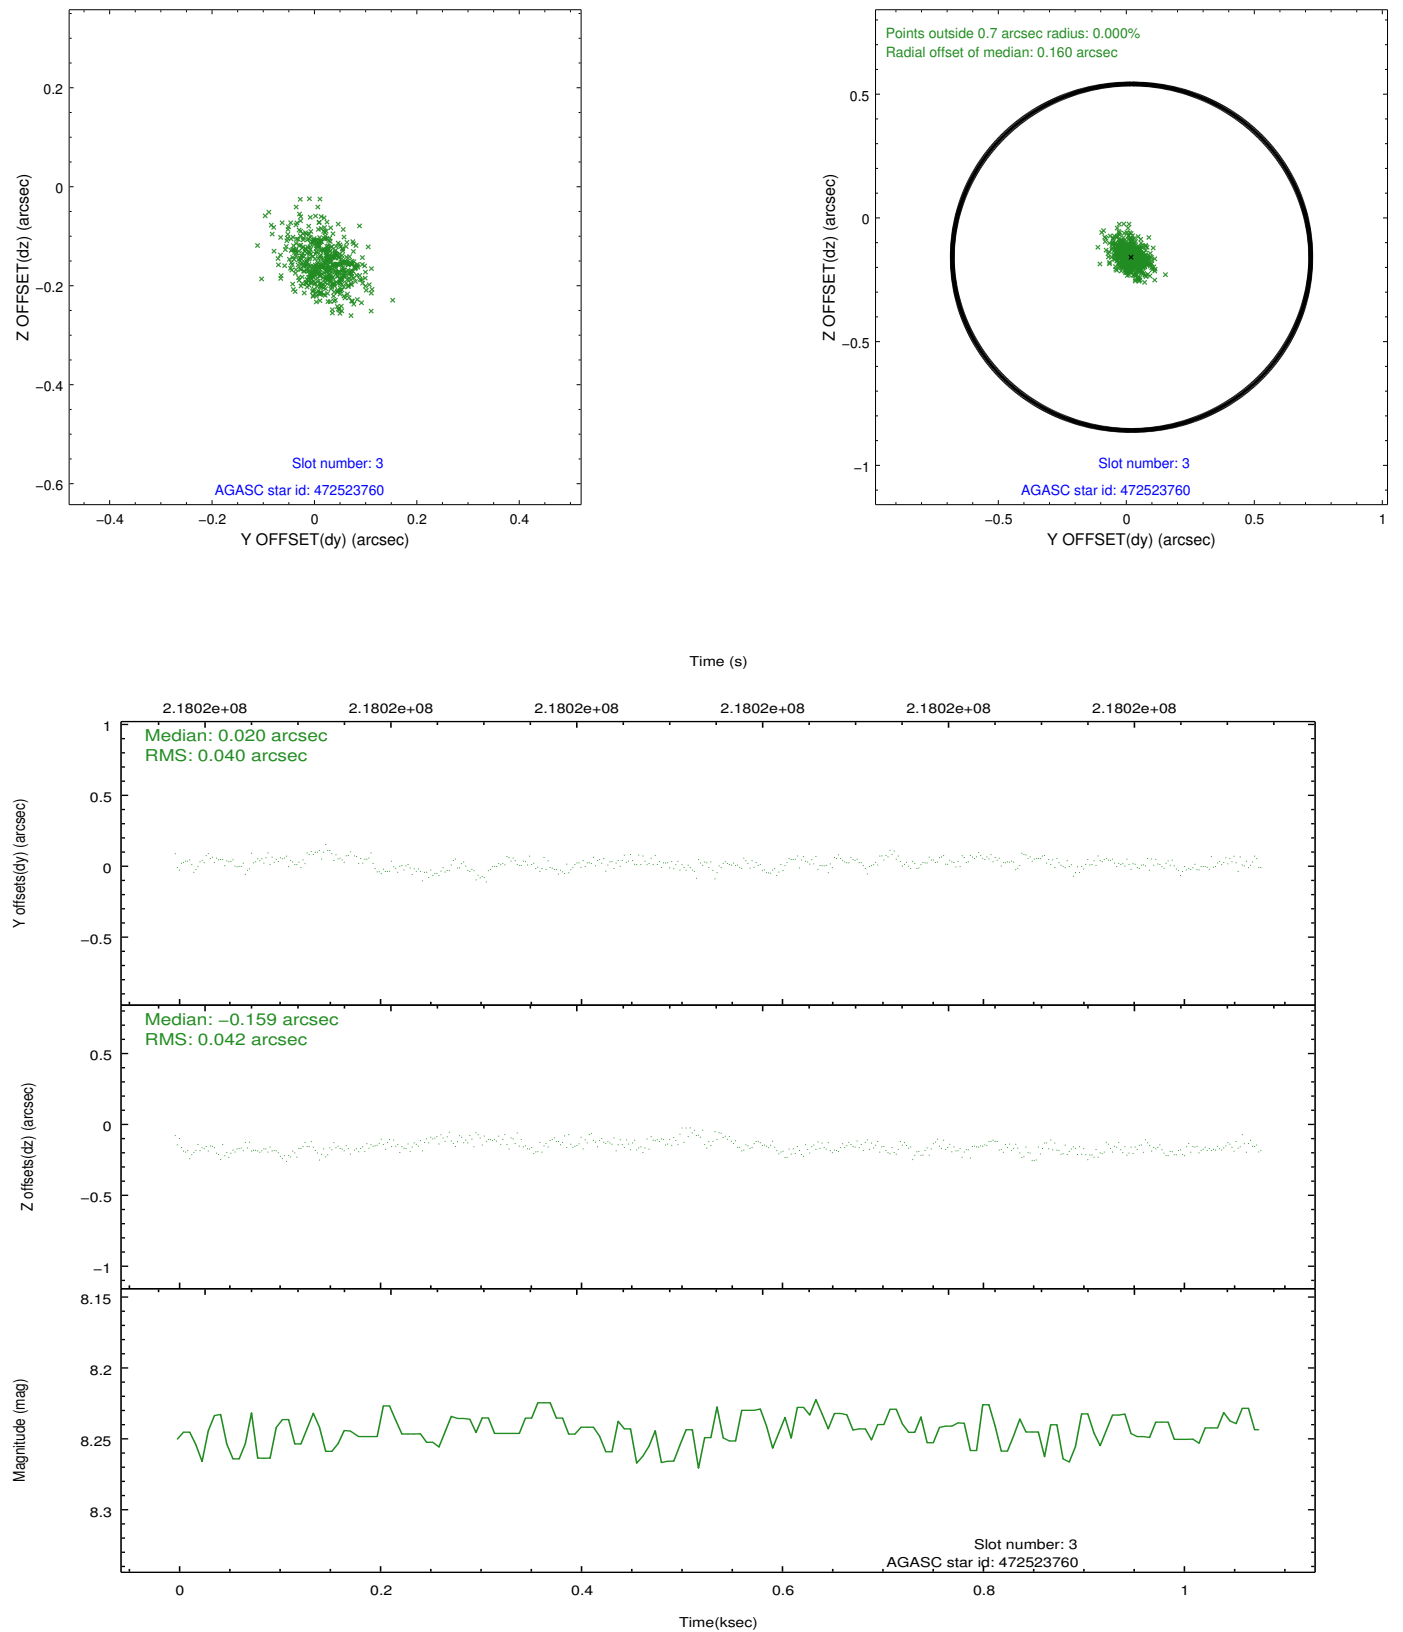 0.2
0
−0.2
−0.4
−0.6
Z OFFSET(dz) (arcsec)
Slot number: 3
AGASC star id: 472523760
−0.4 −0.2 0 0.2 0.4
Y OFFSET(dy) (arcsec)
Points outside 0.7 arcsec radius: 0.000%
Radial offset of median: 0.160 arcsec
0.5
0
−0.5
−1
Z OFFSET(dz) (arcsec)
Slot number: 3
AGASC star id: 472523760
−0.5 0 0.5 1
Y OFFSET(dy) (arcsec)
Time (s)
2.1802e+08 2.1802e+08 2.1802e+08 2.1802e+08 2.1802e+08 2.1802e+08
Median: 0.020 arcsec
RMS: 0.040 arcsec
1
0.5
0
−0.5
Y offsets(dy) (arcsec)
Median: −0.159 arcsec
RMS: 0.042 arcsec
0.5
0
−0.5
−1
Z offsets(dz) (arcsec)
8.15
8.2
8.25
8.3
Magnitude (mag)
Slot number: 3
AGASC star id: 472523760
0 0.2 0.4 0.6 0.8 1
Time(ksec)